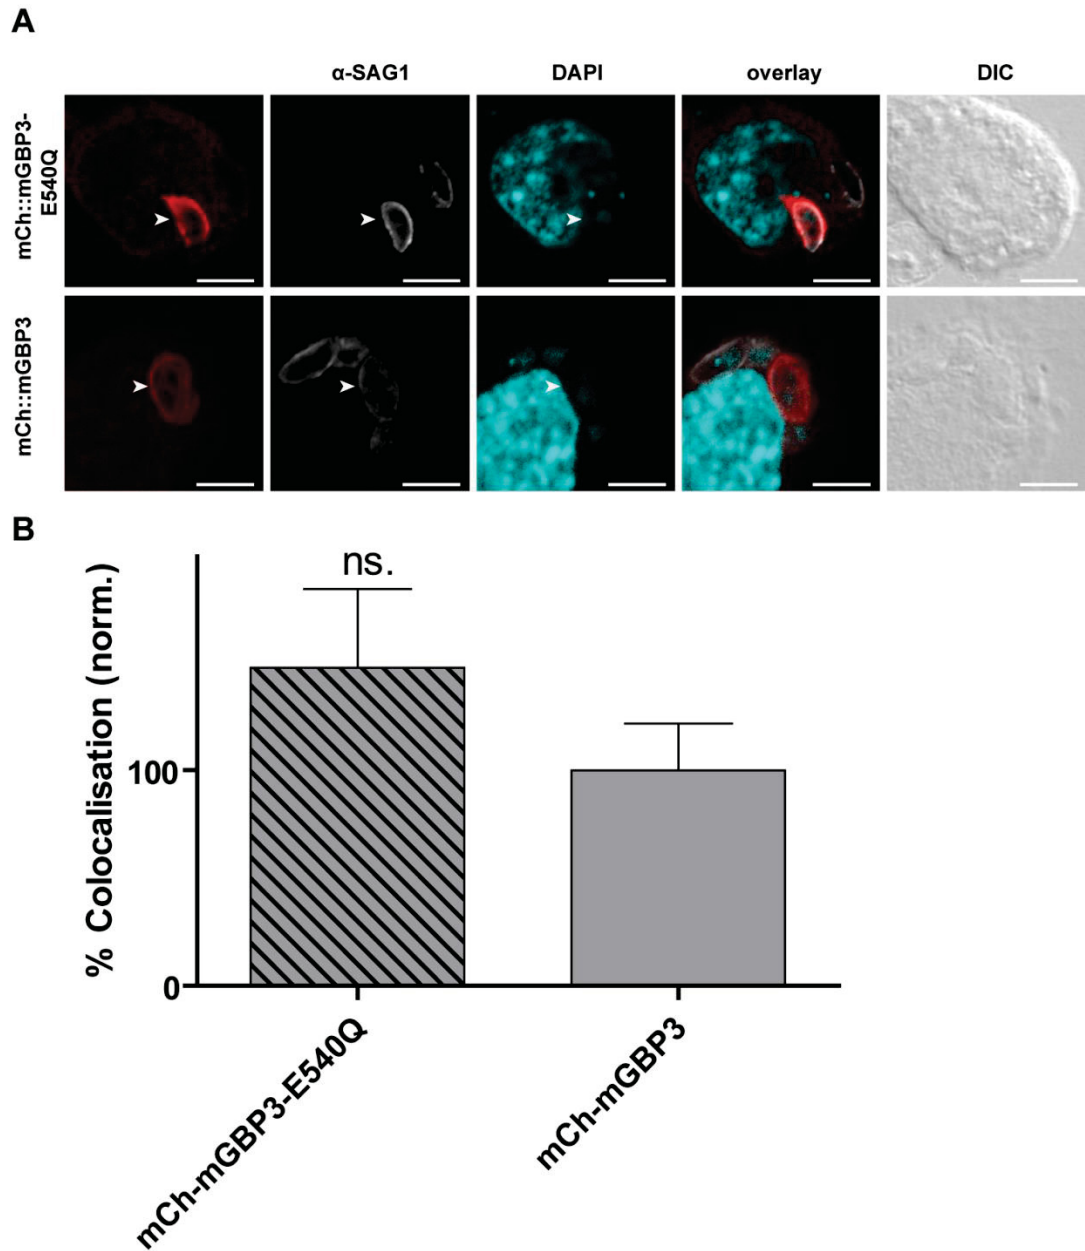 A
α-SAG1 DAPI overlay DIC
mCh::mGBP3-
E540Q
mCh::mGBP3
B
ns.
% Colocalisation (norm.)
100
0
mCh-mGBP3-E540Q
mCh-mGBP3